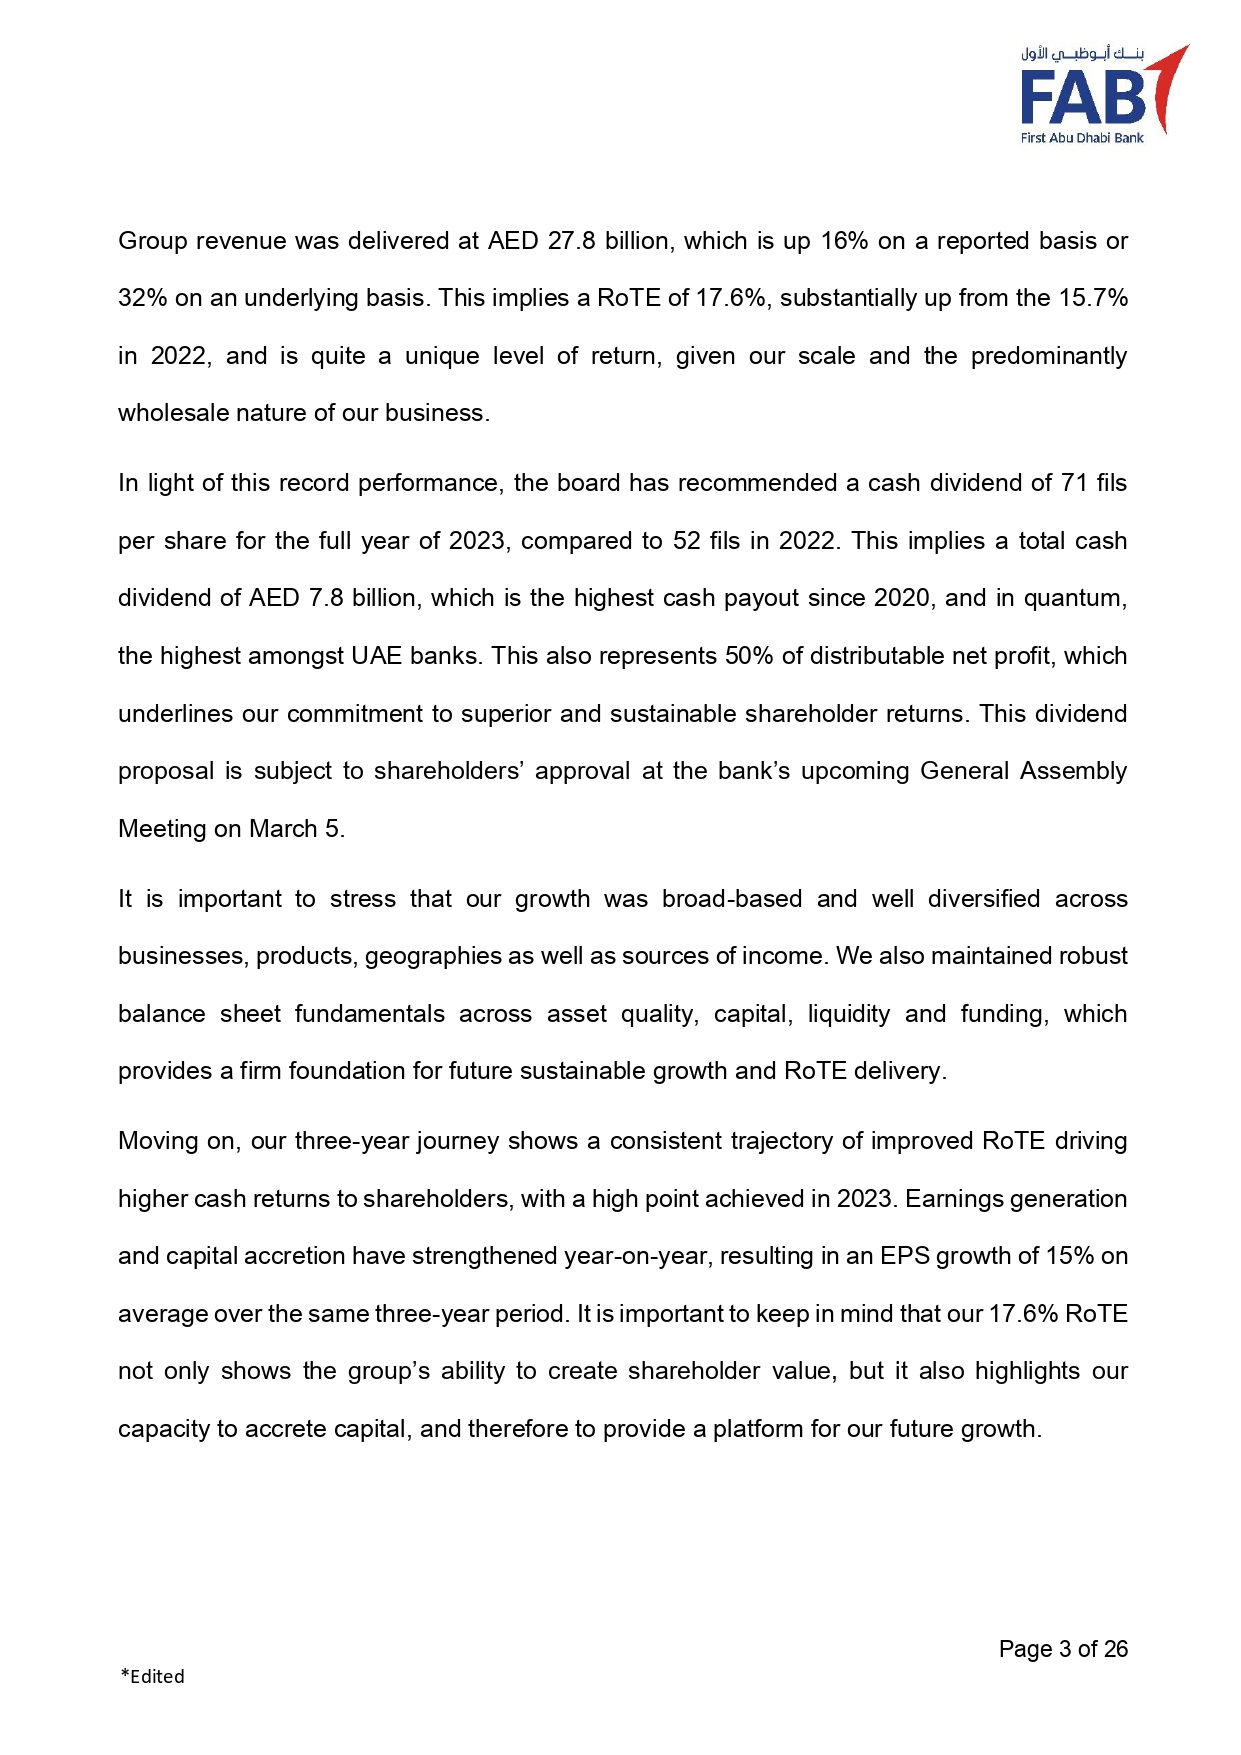 بنك أبوظبي الأول
FAB
First Abu Dhabi Bank
Group revenue was delivered at AED 27.8 billion, which is up 16% on a reported basis or
32% on an underlying basis. This implies a RoTE of 17.6%, substantially up from the 15.7%
in 2022, and is quite a unique level of return, given our scale and the predominantly
wholesale nature of our business.
In light of this record performance, the board has recommended a cash dividend of 71 fils
per share for the full year of 2023, compared to 52 fils in 2022. This implies a total cash
dividend of AED 7.8 billion, which is the highest cash payout since 2020, and in quantum,
the highest amongst UAE banks. This also represents 50% of distributable net profit, which
underlines our commitment to superior and sustainable shareholder returns. This dividend
proposal is subject to shareholders’ approval at the bank’s upcoming General Assembly
Meeting on March 5.
It is important to stress that our growth was broad-based and well diversified across
businesses, products, geographies as well as sources of income. We also maintained robust
balance sheet fundamentals across asset quality, capital, liquidity and funding, which
provides a firm foundation for future sustainable growth and RoTE delivery.
Moving on, our three-year journey shows a consistent trajectory of improved RoTE driving
higher cash returns to shareholders, with a high point achieved in 2023. Earnings generation
and capital accretion have strengthened year-on-year, resulting in an EPS growth of 15% on
average over the same three-year period. It is important to keep in mind that our 17.6% RoTE
not only shows the group’s ability to create shareholder value, but it also highlights our
capacity to accrete capital, and therefore to provide a platform for our future growth.
Page 3 of 26
*Edited